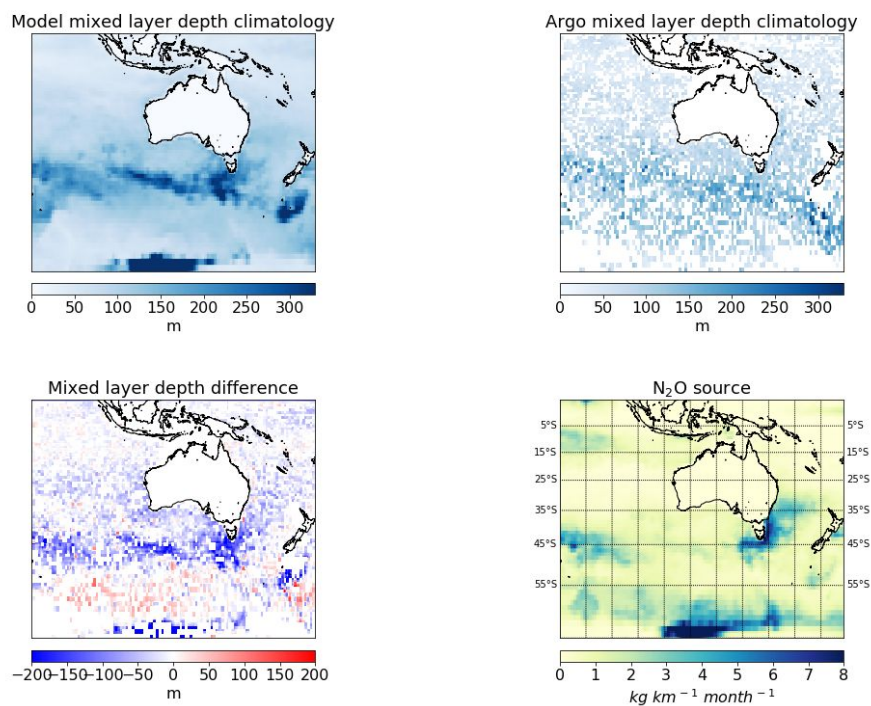 Model mixed layer depth climatology
Argo mixed layer depth climatology
0 50 100 150 200 250 300
m
0 50 100 150 200 250 300
m
Mixed layer depth difference
N₂O source
5°S 5°S
15°S 15°S
25°S 25°S
35°S 35°S
45°S 45°S
55°S 55°S
−200 −150 −100 −50 0 50 100 150 200
m
0 1 2 3 4 5 6 7 8
kg km⁻¹ month⁻¹